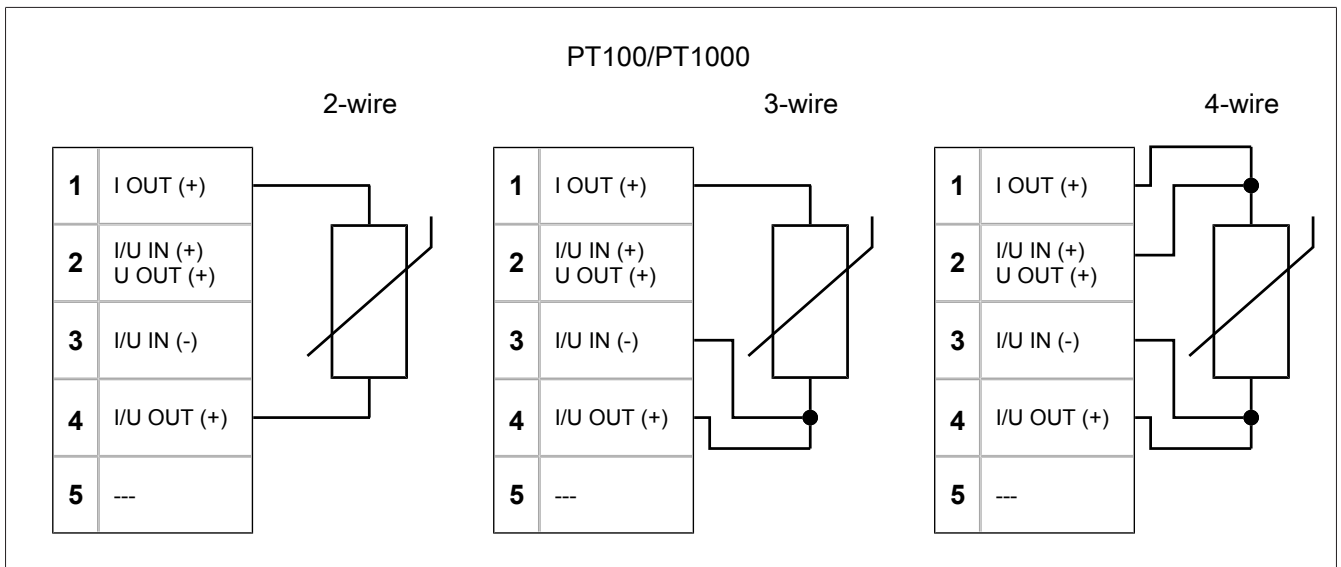 PT100/PT1000
2-wire
1 I OUT (+)
2 I/U IN (+)
U OUT (+)
3 I/U IN (-)
4 I/U OUT (+)
5 ---
3-wire
1 I OUT (+)
2 I/U IN (+)
U OUT (+)
3 I/U IN (-)
4 I/U OUT (+)
5 ---
4-wire
1 I OUT (+)
2 I/U IN (+)
U OUT (+)
3 I/U IN (-)
4 I/U OUT (+)
5 ---